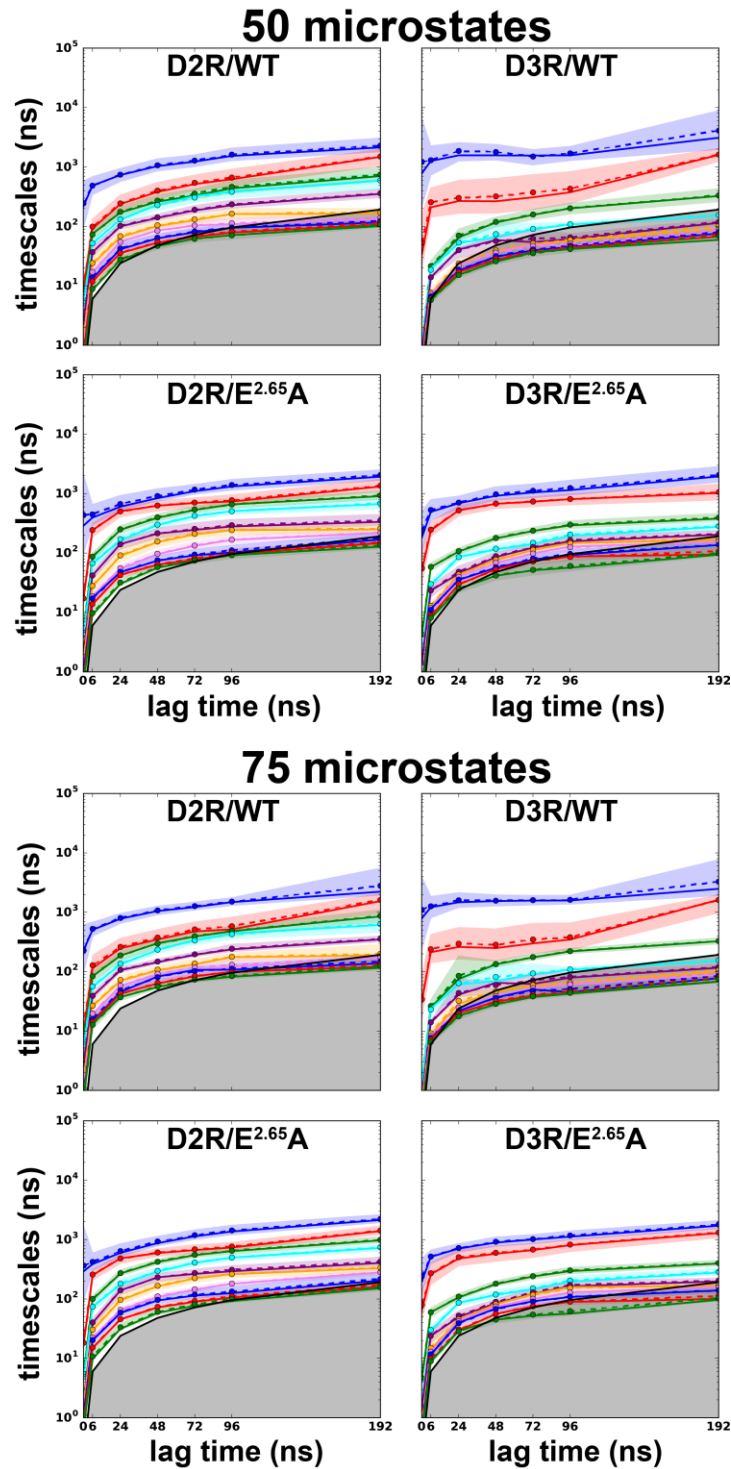 50 microstates
D2R/WT
D3R/WT
timescales (ns)
10⁵
10⁴
10³
10²
10¹
10⁰
D2R/E²·⁶⁵A
D3R/E²·⁶⁵A
timescales (ns)
10⁵
10⁴
10³
10²
10¹
10⁰
06 24 48 72 96 192
06 24 48 72 96 192
lag time (ns)
lag time (ns)
75 microstates
D2R/WT
D3R/WT
timescales (ns)
10⁵
10⁴
10³
10²
10¹
10⁰
D2R/E²·⁶⁵A
D3R/E²·⁶⁵A
timescales (ns)
10⁵
10⁴
10³
10²
10¹
10⁰
06 24 48 72 96 192
06 24 48 72 96 192
lag time (ns)
lag time (ns)